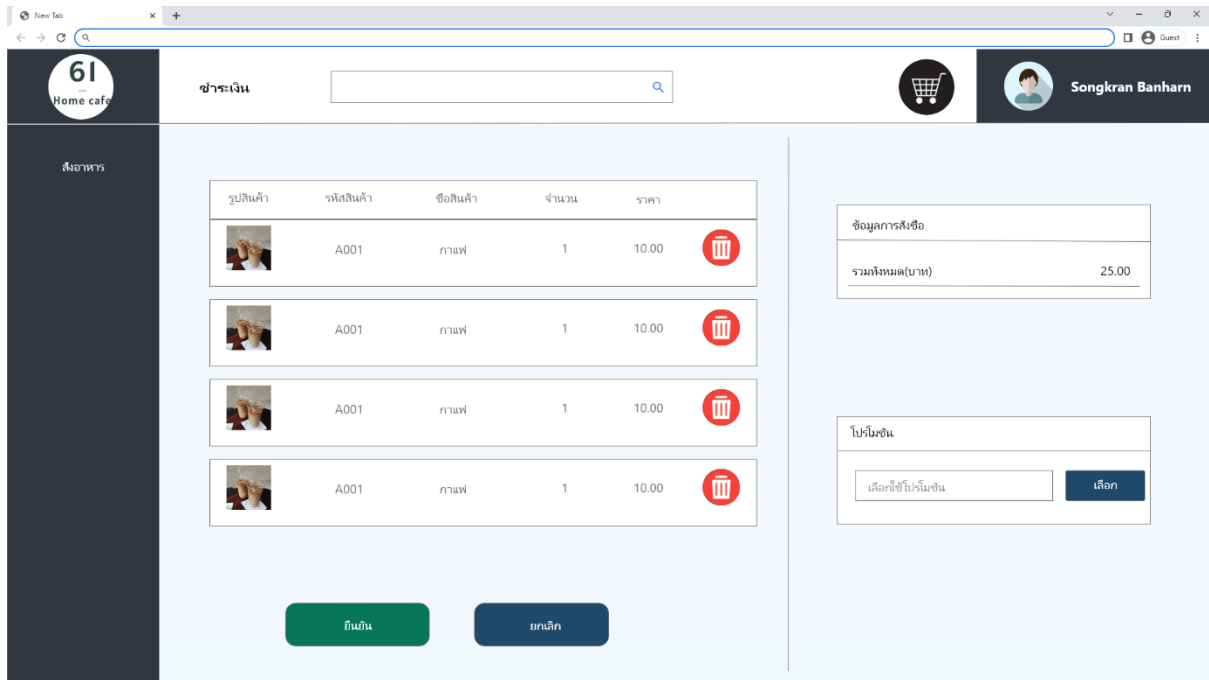 New Tab
Guest
61
Home cafe
ชำระเงิน
Songkran Banharn
สั่งอาหาร
รูปสินค้า รหัสสินค้า ชื่อสินค้า จำนวน ราคา
A001 กาแฟ 1 10.00
A001 กาแฟ 1 10.00
A001 กาแฟ 1 10.00
A001 กาแฟ 1 10.00
ยืนยัน ยกเลิก
ข้อมูลการสั่งซื้อ
รวมทั้งหมด(บาท) 25.00
โปรโมชัน
เลือกใช้โปรโมชัน เลือก